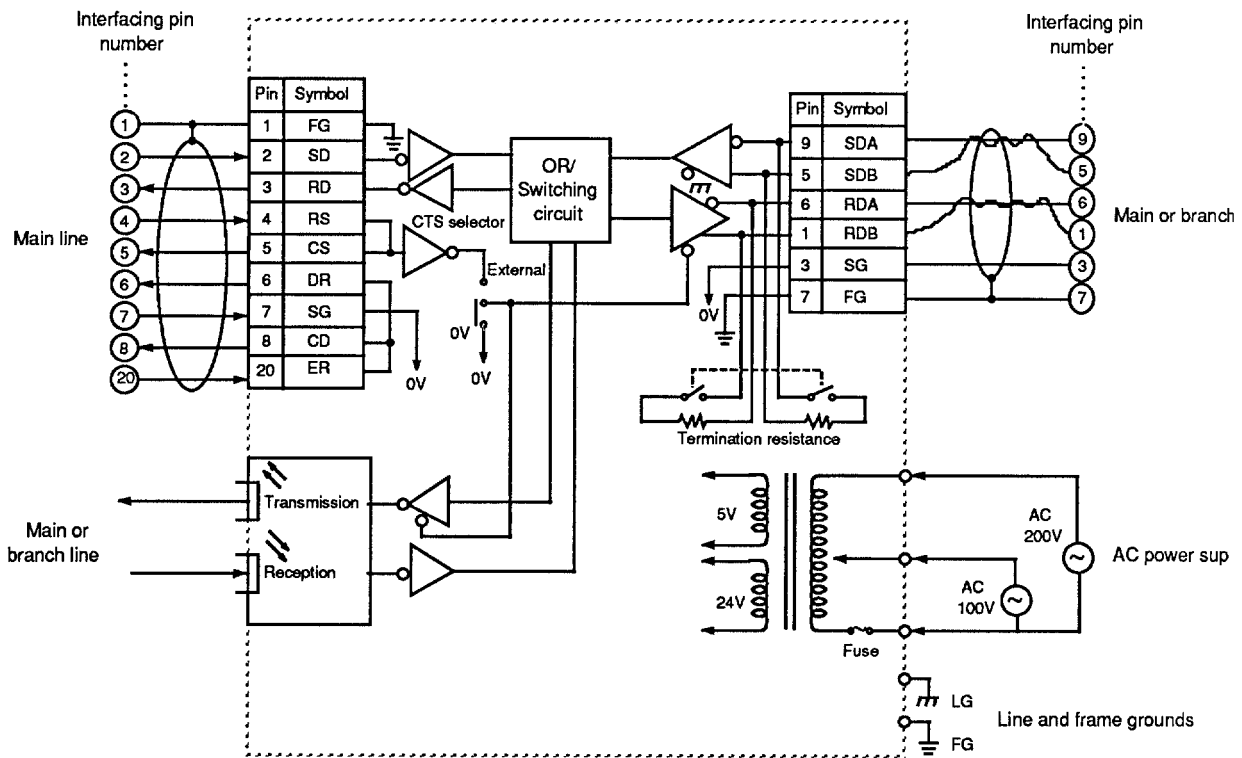 Interfacing pin
number
Interfacing pin
number
Pin Symbol
1 1 FG
2 2 SD
3 3 RD
4 4 RS
5 5 CS
6 6 DR
7 7 SG
8 8 CD
20 20 ER
Main line
CTS selector
External
0V
0V
0V
OR/
Switching
circuit
Pin Symbol
9 SDA 9
5 SDB 5
6 RDA 6
1 RDB 1
3 SG 3
7 FG 7
0V
Main or branch
Termination resistance
Transmission
Reception
Main or
branch line
5V
24V
Fuse
AC
200V
AC
100V
AC power sup
LG
FG
Line and frame grounds